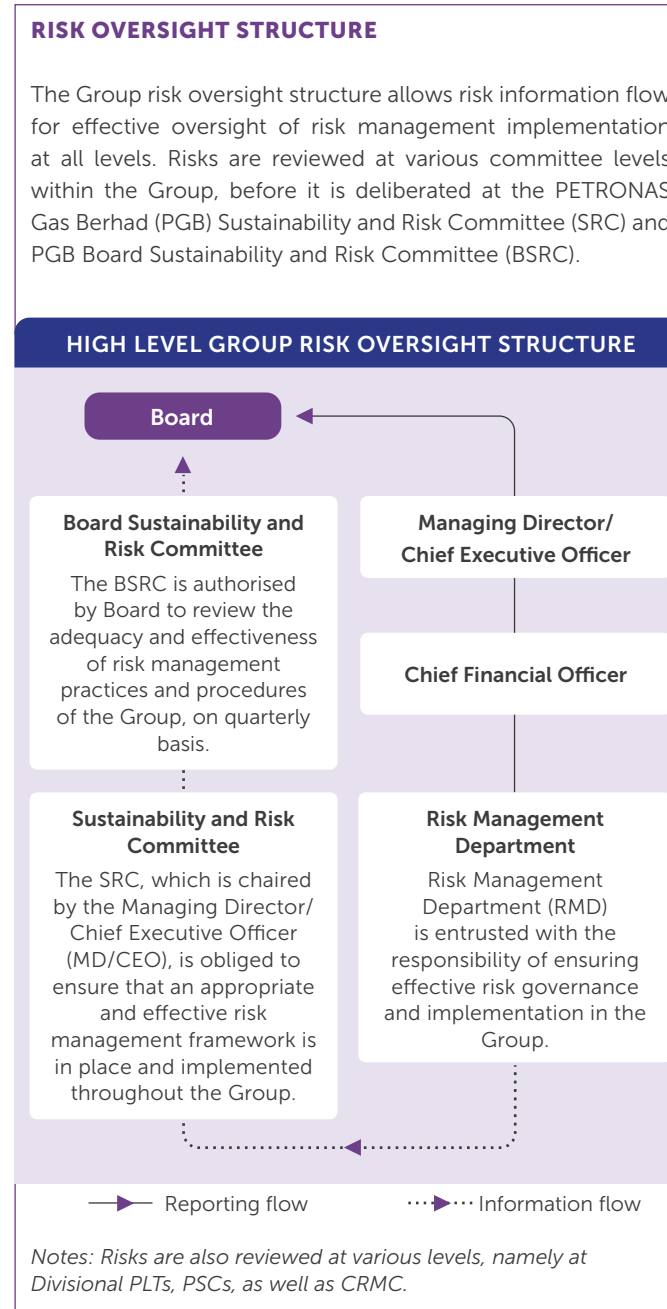 RISK OVERSIGHT STRUCTURE
The Group risk oversight structure allows risk information flow
for effective oversight of risk management implementation
at all levels. Risks are reviewed at various committee levels
within the Group, before it is deliberated at the PETRONAS
Gas Berhad (PGB) Sustainability and Risk Committee (SRC) and
PGB Board Sustainability and Risk Committee (BSRC).
HIGH LEVEL GROUP RISK OVERSIGHT STRUCTURE
Board
Board Sustainability and
Risk Committee
The BSRC is authorised
by Board to review the
adequacy and effectiveness
of risk management
practices and procedures
of the Group, on quarterly
basis.
Managing Director/
Chief Executive Officer
Chief Financial Officer
Sustainability and Risk
Committee
The SRC, which is chaired
by the Managing Director/
Chief Executive Officer
(MD/CEO), is obliged to
ensure that an appropriate
and effective risk
management framework is
in place and implemented
throughout the Group.
Risk Management
Department
Risk Management
Department (RMD)
is entrusted with the
responsibility of ensuring
effective risk governance
and implementation in the
Group.
Reporting flow
Information flow
Notes: Risks are also reviewed at various levels, namely at
Divisional PLTs, PSCs, as well as CRMC.